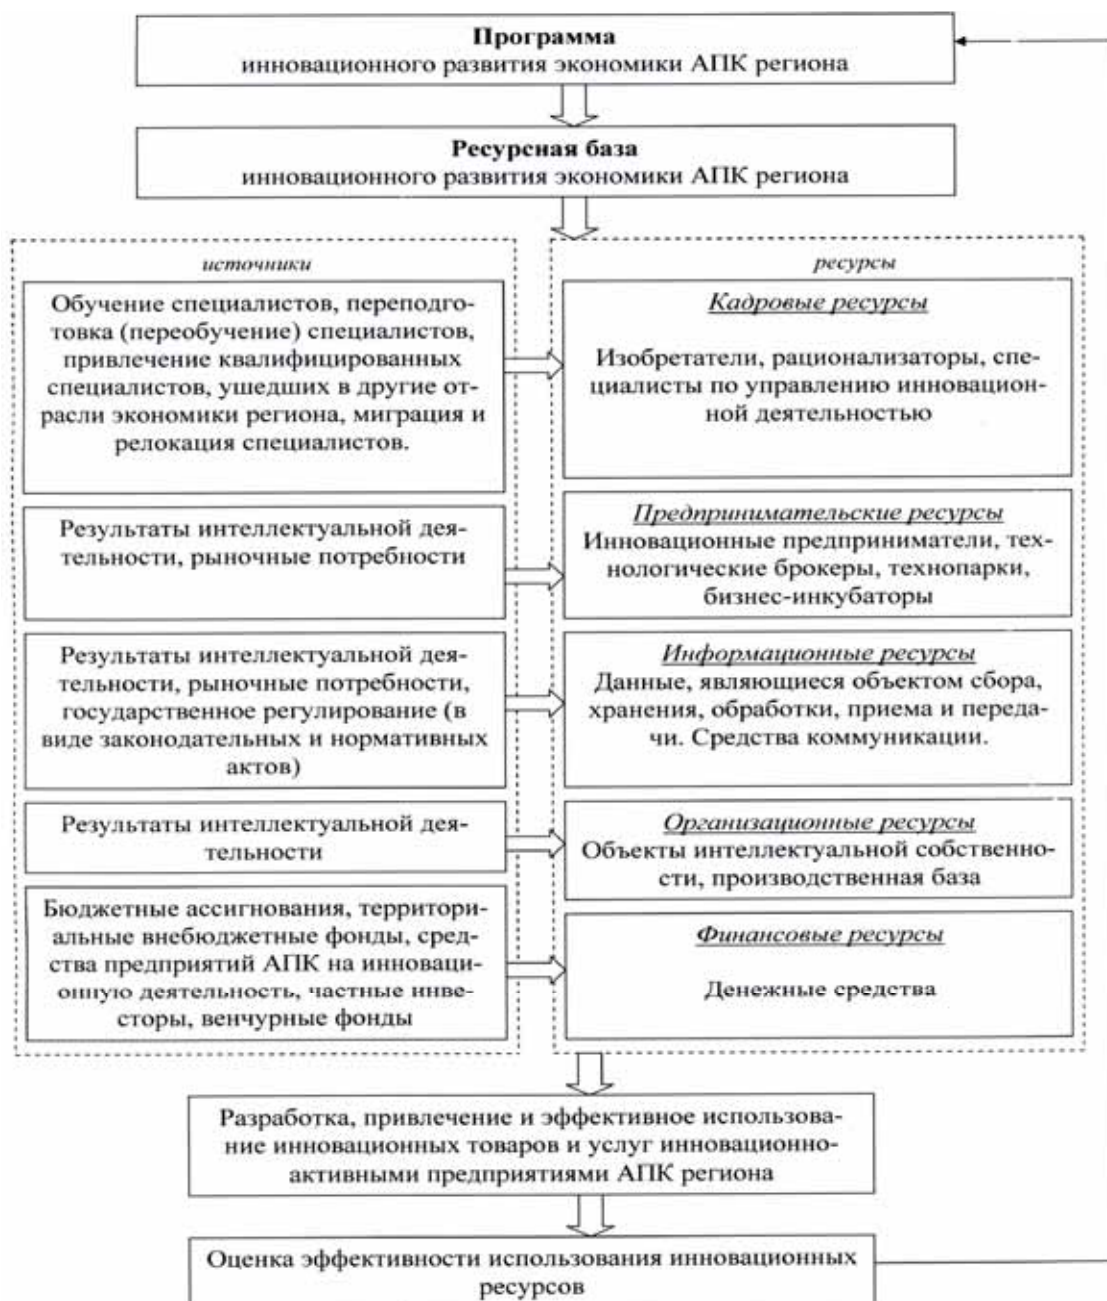 Программа
инновационного развития экономики АПК региона
Ресурсная база
инновационного развития экономики АПК региона
источники
Обучение специалистов, переподго-
товка (переобучение) специалистов,
привлечение квалифицированных
специалистов, ушедших в другие от-
расли экономики региона, миграция и
релокация специалистов.
Результаты интеллектуальной дея-
тельности, рыночные потребности
Результаты интеллектуальной дея-
тельности, рыночные потребности,
государственное регулирование (в
виде законодательных и нормативных
актов)
Результаты интеллектуальной дея-
тельности
Бюджетные ассигнования, территори-
альные внебюджетные фонды, сред-
ства предприятий АПК на инноваци-
онную деятельность, частные инве-
сторы, венчурные фонды
ресурсы
Кадровые ресурсы
Изобретатели, рационализаторы, спе-
циалисты по управлению инновацион-
ной деятельностью
Предпринимательские ресурсы
Инновационные предприниматели, тех-
нологические брокеры, технопарки,
бизнес-инкубаторы
Информационные ресурсы
Данные, являющиеся объектом сбора,
хранения, обработки, приема и переда-
чи. Средства коммуникации.
Организационные ресурсы
Объекты интеллектуальной собственно-
сти, производственная база
Финансовые ресурсы
Денежные средства
Разработка, привлечение и эффективное использова-
ние инновационных товаров и услуг инновационно-
активными предприятиями АПК региона
Оценка эффективности использования инновационных
ресурсов